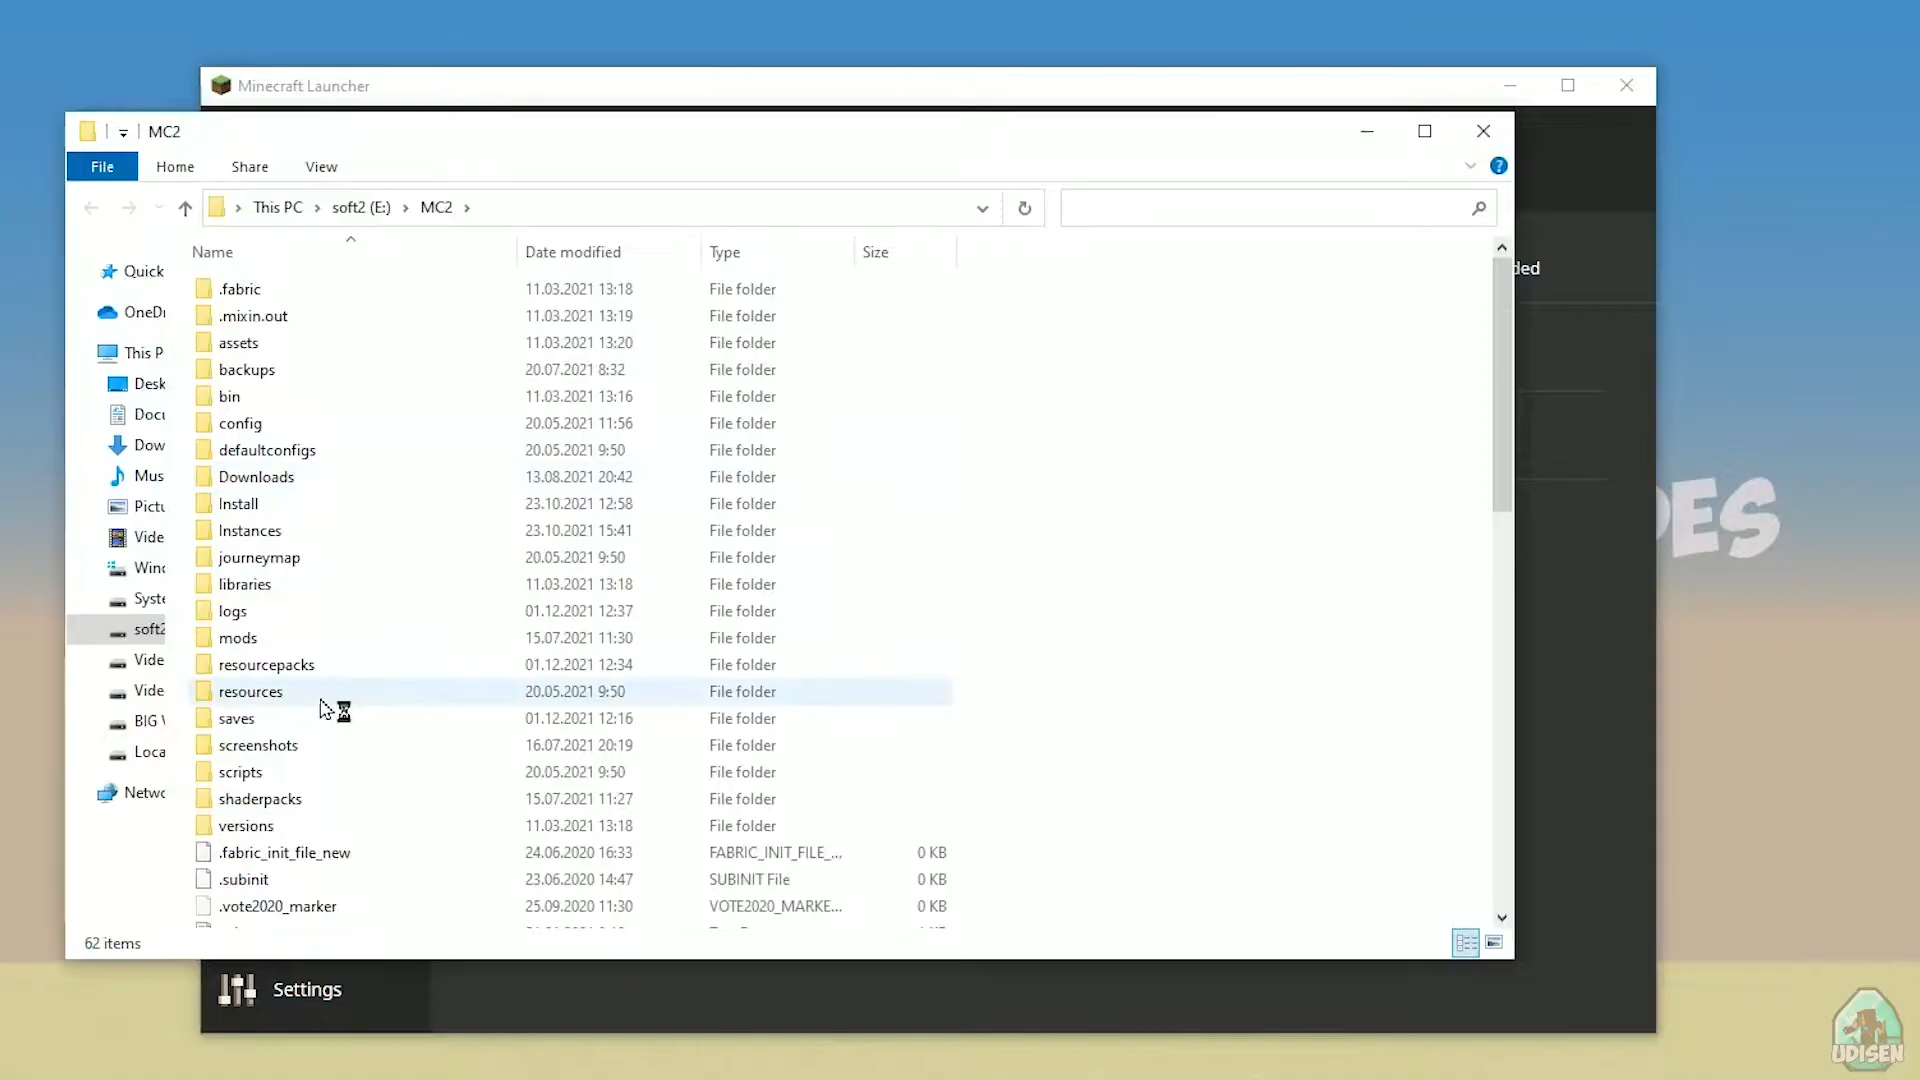 Minecraft Launcher
MC2
File Home Share View
This PC soft2 (E:) MC2
Name Date modified Type Size
Quick
OneDr
This P
Desk
Docu
Dow
Mus
Pictu
Vide
Winc
Syste
soft2
Vide
Vide
BIG
Loca
Netwo
.fabric 11.03.2021 13:18 File folder
.mixin.out 11.03.2021 13:19 File folder
assets 11.03.2021 13:20 File folder
backups 20.07.2021 8:32 File folder
bin 11.03.2021 13:16 File folder
config 20.05.2021 11:56 File folder
defaultconfigs 20.05.2021 9:50 File folder
Downloads 13.08.2021 20:42 File folder
Install 23.10.2021 12:58 File folder
Instances 23.10.2021 15:41 File folder
journeymap 20.05.2021 9:50 File folder
libraries 11.03.2021 13:18 File folder
logs 01.12.2021 12:37 File folder
mods 15.07.2021 11:30 File folder
resourcepacks 01.12.2021 12:34 File folder
resources 20.05.2021 9:50 File folder
saves 01.12.2021 12:16 File folder
screenshots 16.07.2021 20:19 File folder
scripts 20.05.2021 9:50 File folder
shaderpacks 15.07.2021 11:27 File folder
versions 11.03.2021 13:18 File folder
.fabric_init_file_new 24.06.2020 16:33 FABRIC_INIT_FILE_... 0 KB
.subinit 23.06.2020 14:47 SUBINIT File 0 KB
.vote2020_marker 25.09.2020 11:30 VOTE2020_MARKE... 0 KB
62 items
ded
DES
Settings
UDISEN